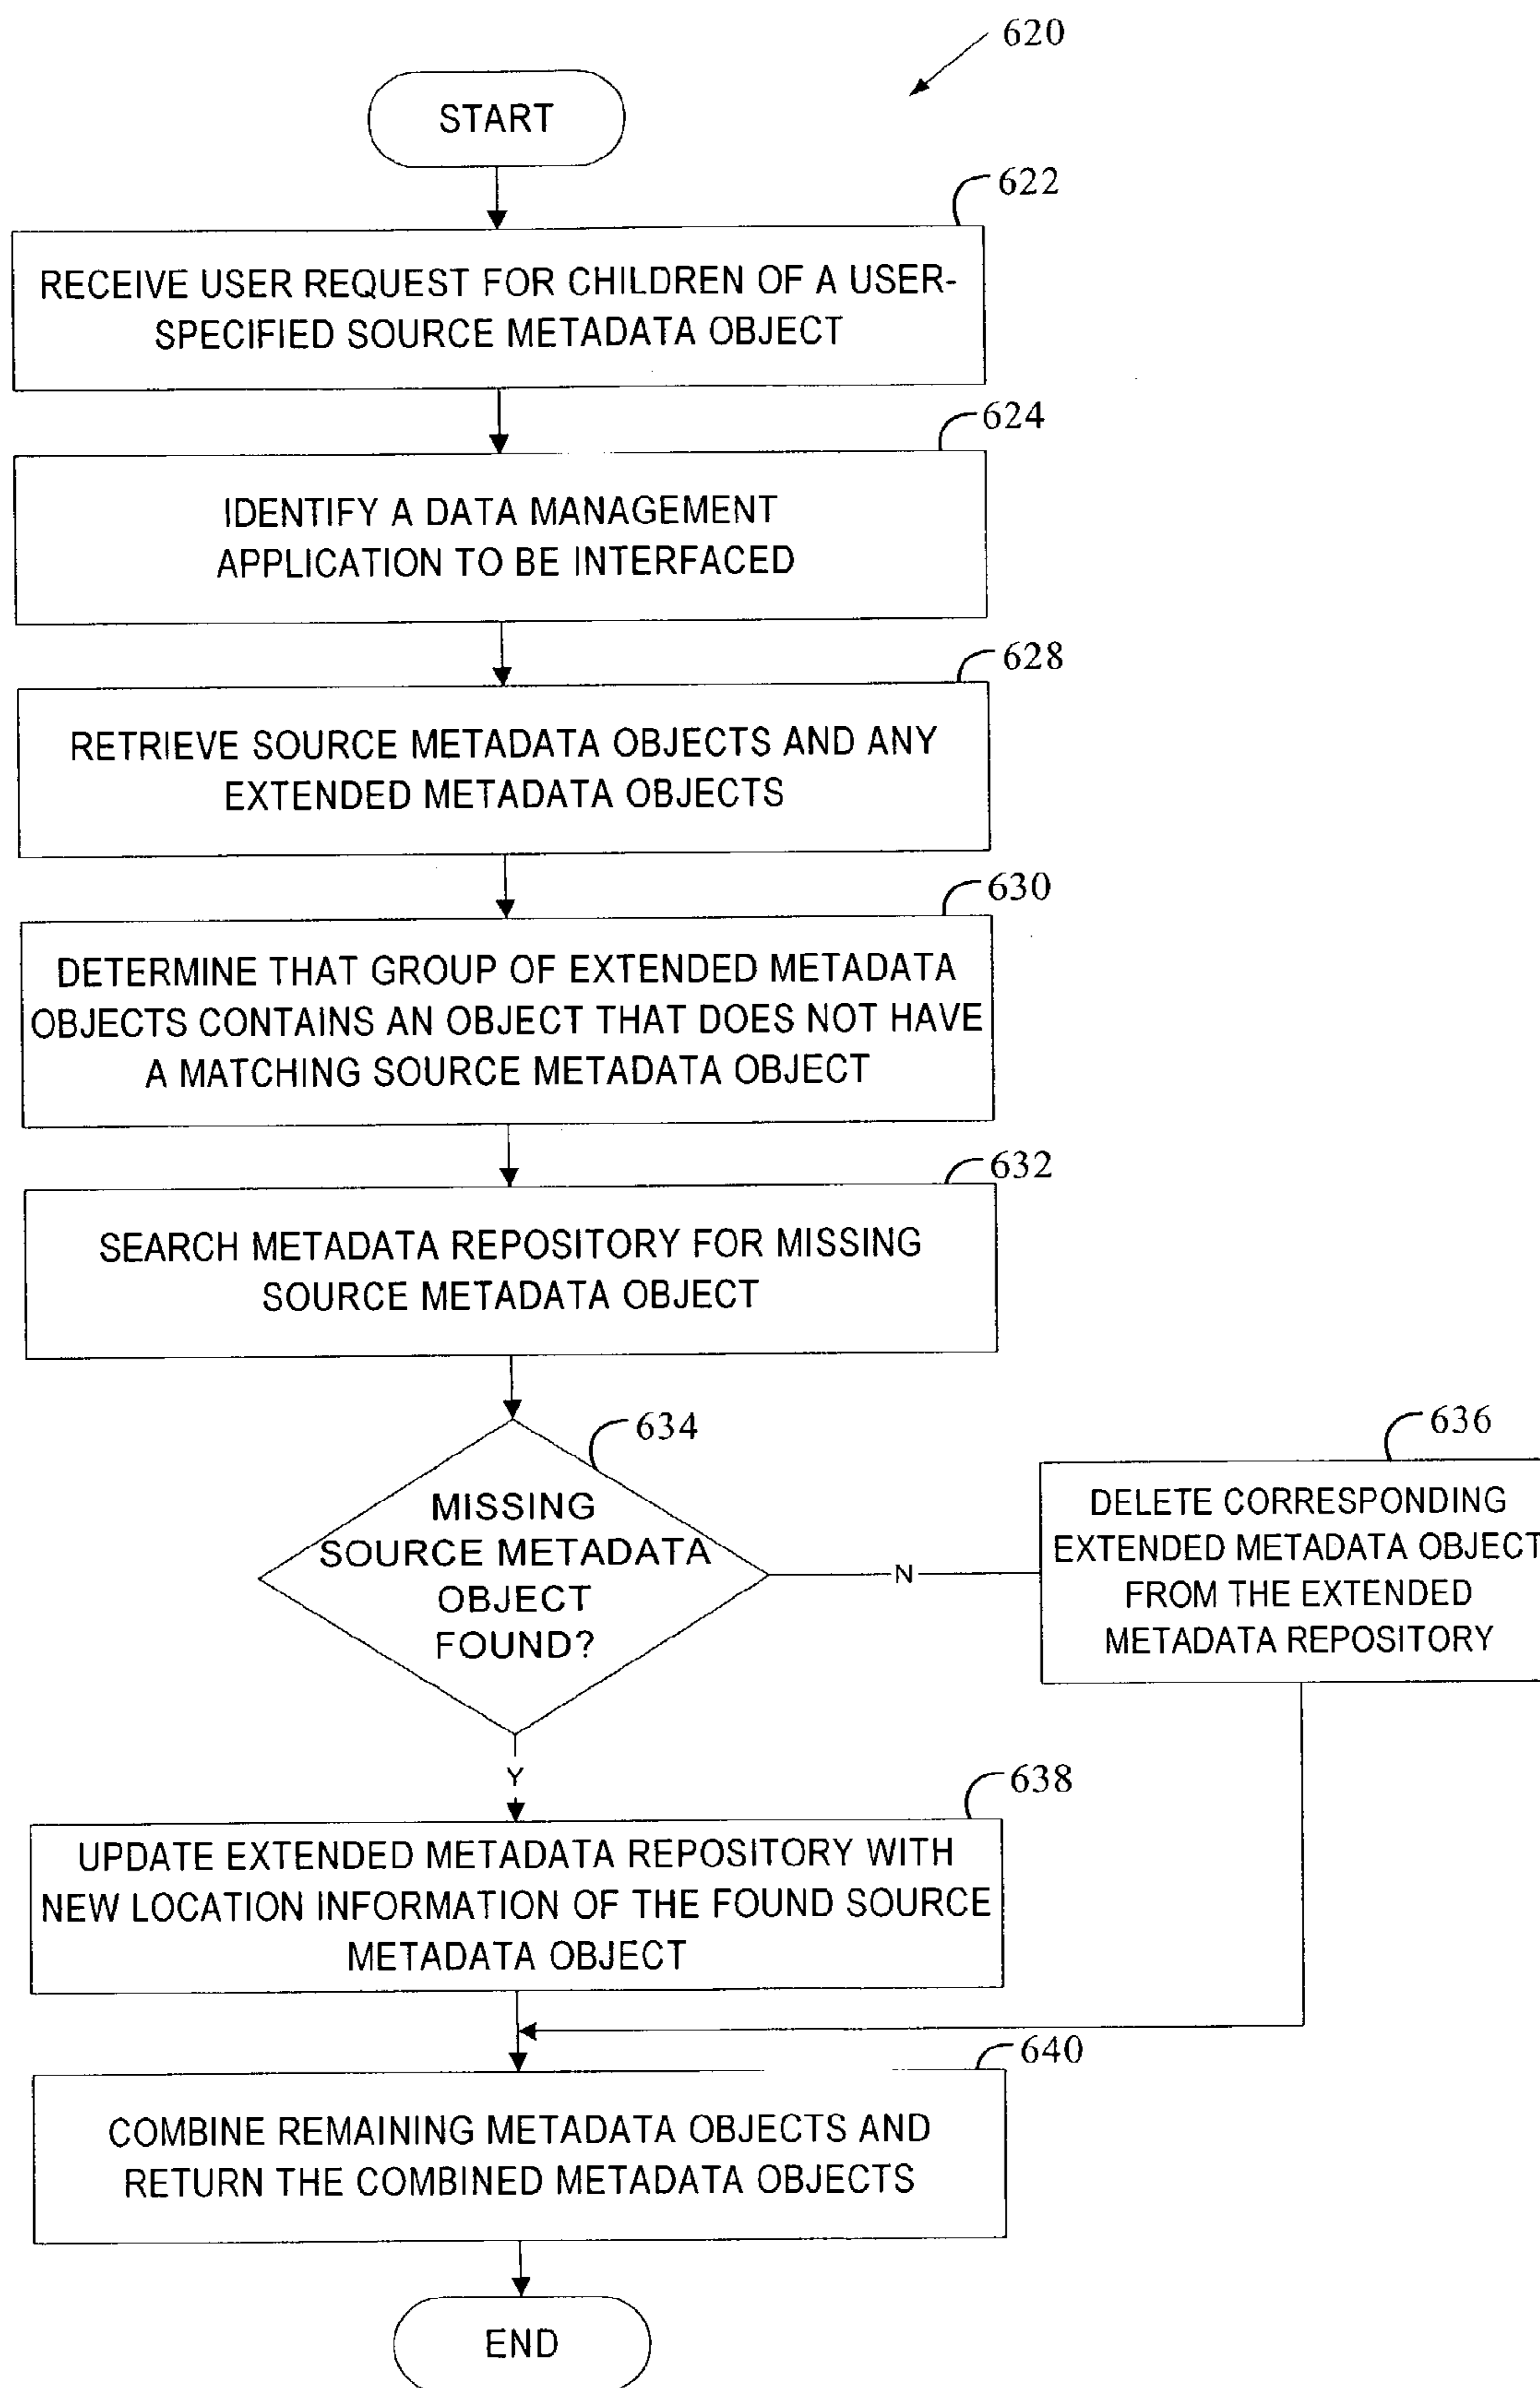 620
START
622
RECEIVE USER REQUEST FOR CHILDREN OF A USER-
SPECIFIED SOURCE METADATA OBJECT
624
IDENTIFY A DATA MANAGEMENT
APPLICATION TO BE INTERFACED
628
RETRIEVE SOURCE METADATA OBJECTS AND ANY
EXTENDED METADATA OBJECTS
630
DETERMINE THAT GROUP OF EXTENDED METADATA
OBJECTS CONTAINS AN OBJECT THAT DOES NOT HAVE
A MATCHING SOURCE METADATA OBJECT
632
SEARCH METADATA REPOSITORY FOR MISSING
SOURCE METADATA OBJECT
634
MISSING
SOURCE METADATA
OBJECT
FOUND?
N
636
DELETE CORRESPONDING
EXTENDED METADATA OBJECT
FROM THE EXTENDED
METADATA REPOSITORY
Y
638
UPDATE EXTENDED METADATA REPOSITORY WITH
NEW LOCATION INFORMATION OF THE FOUND SOURCE
METADATA OBJECT
640
COMBINE REMAINING METADATA OBJECTS AND
RETURN THE COMBINED METADATA OBJECTS
END